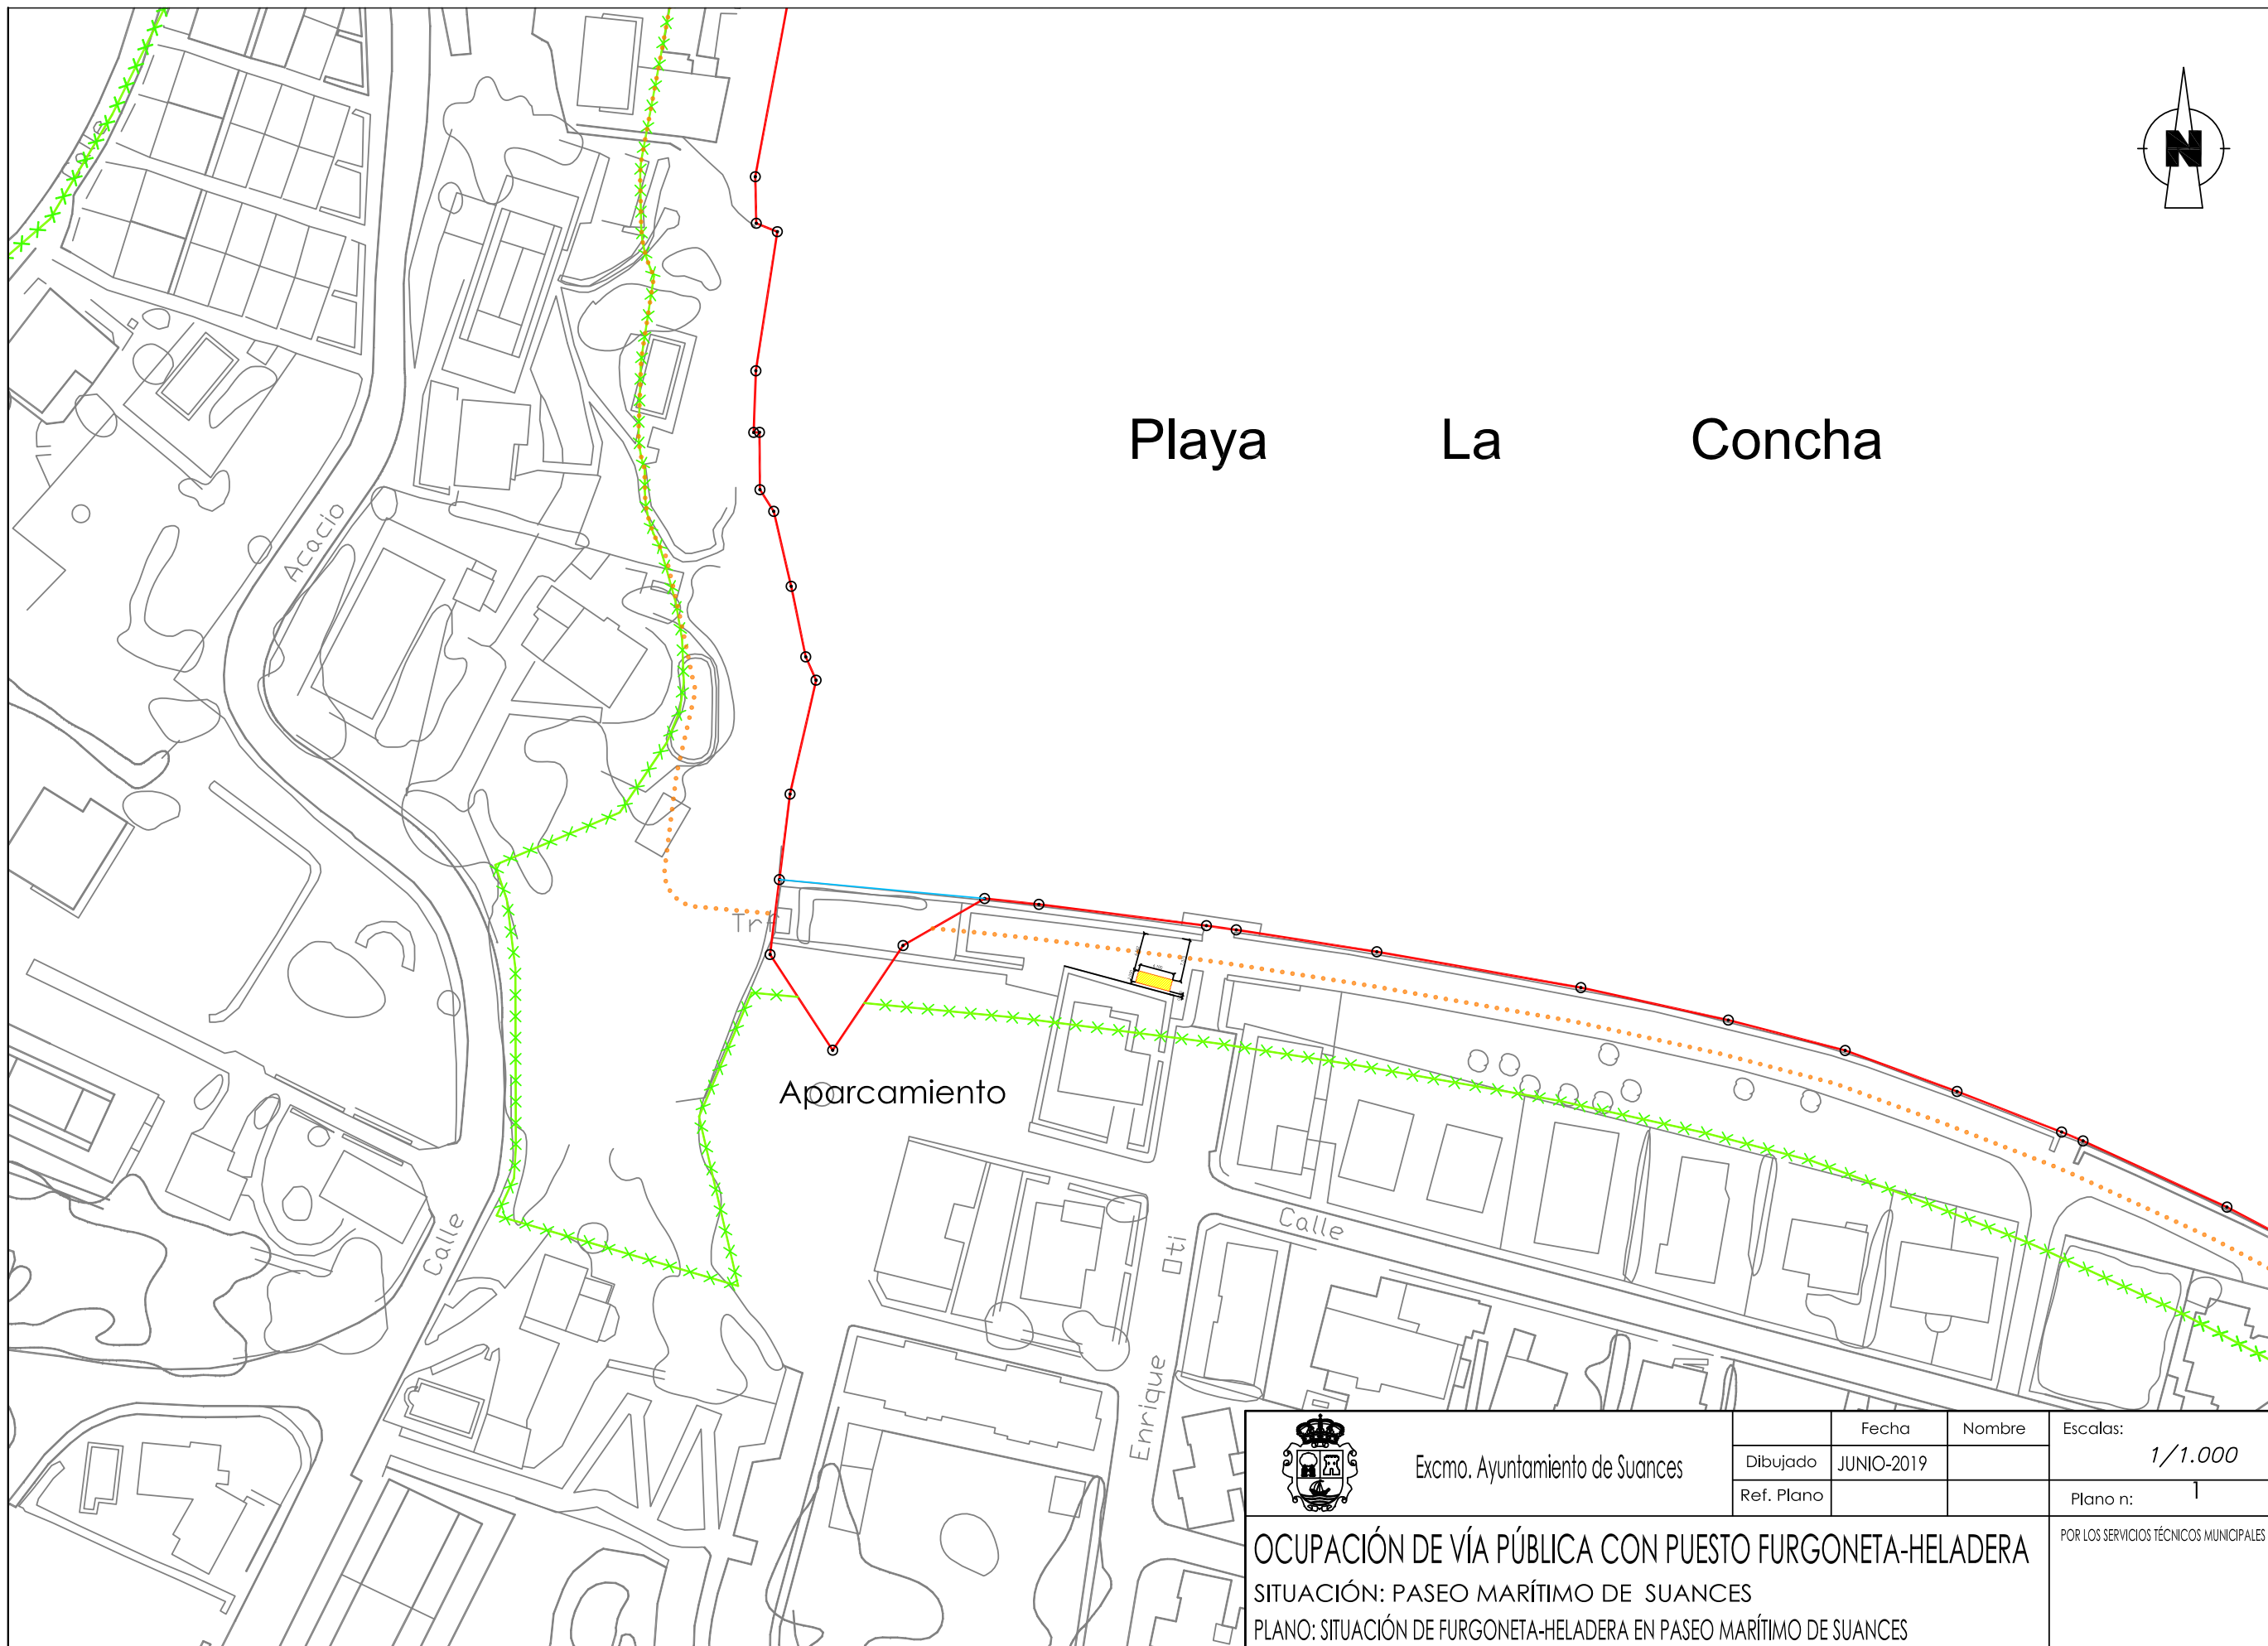 N
Playa La Concha
Acacio
Aparcamiento
Calle
Calle
Iti
Enrique
Excmo. Ayuntamiento de Suances
Fecha
Nombre
Dibujado
JUNIO-2019
Ref. Plano
Escalas:
1/1.000
Plano n:
1
OCUPACIÓN DE VÍA PÚBLICA CON PUESTO FURGONETA-HELADERA
SITUACIÓN: PASEO MARÍTIMO DE SUANCES
PLANO: SITUACIÓN DE FURGONETA-HELADERA EN PASEO MARÍTIMO DE SUANCES
POR LOS SERVICIOS TÉCNICOS MUNICIPALES